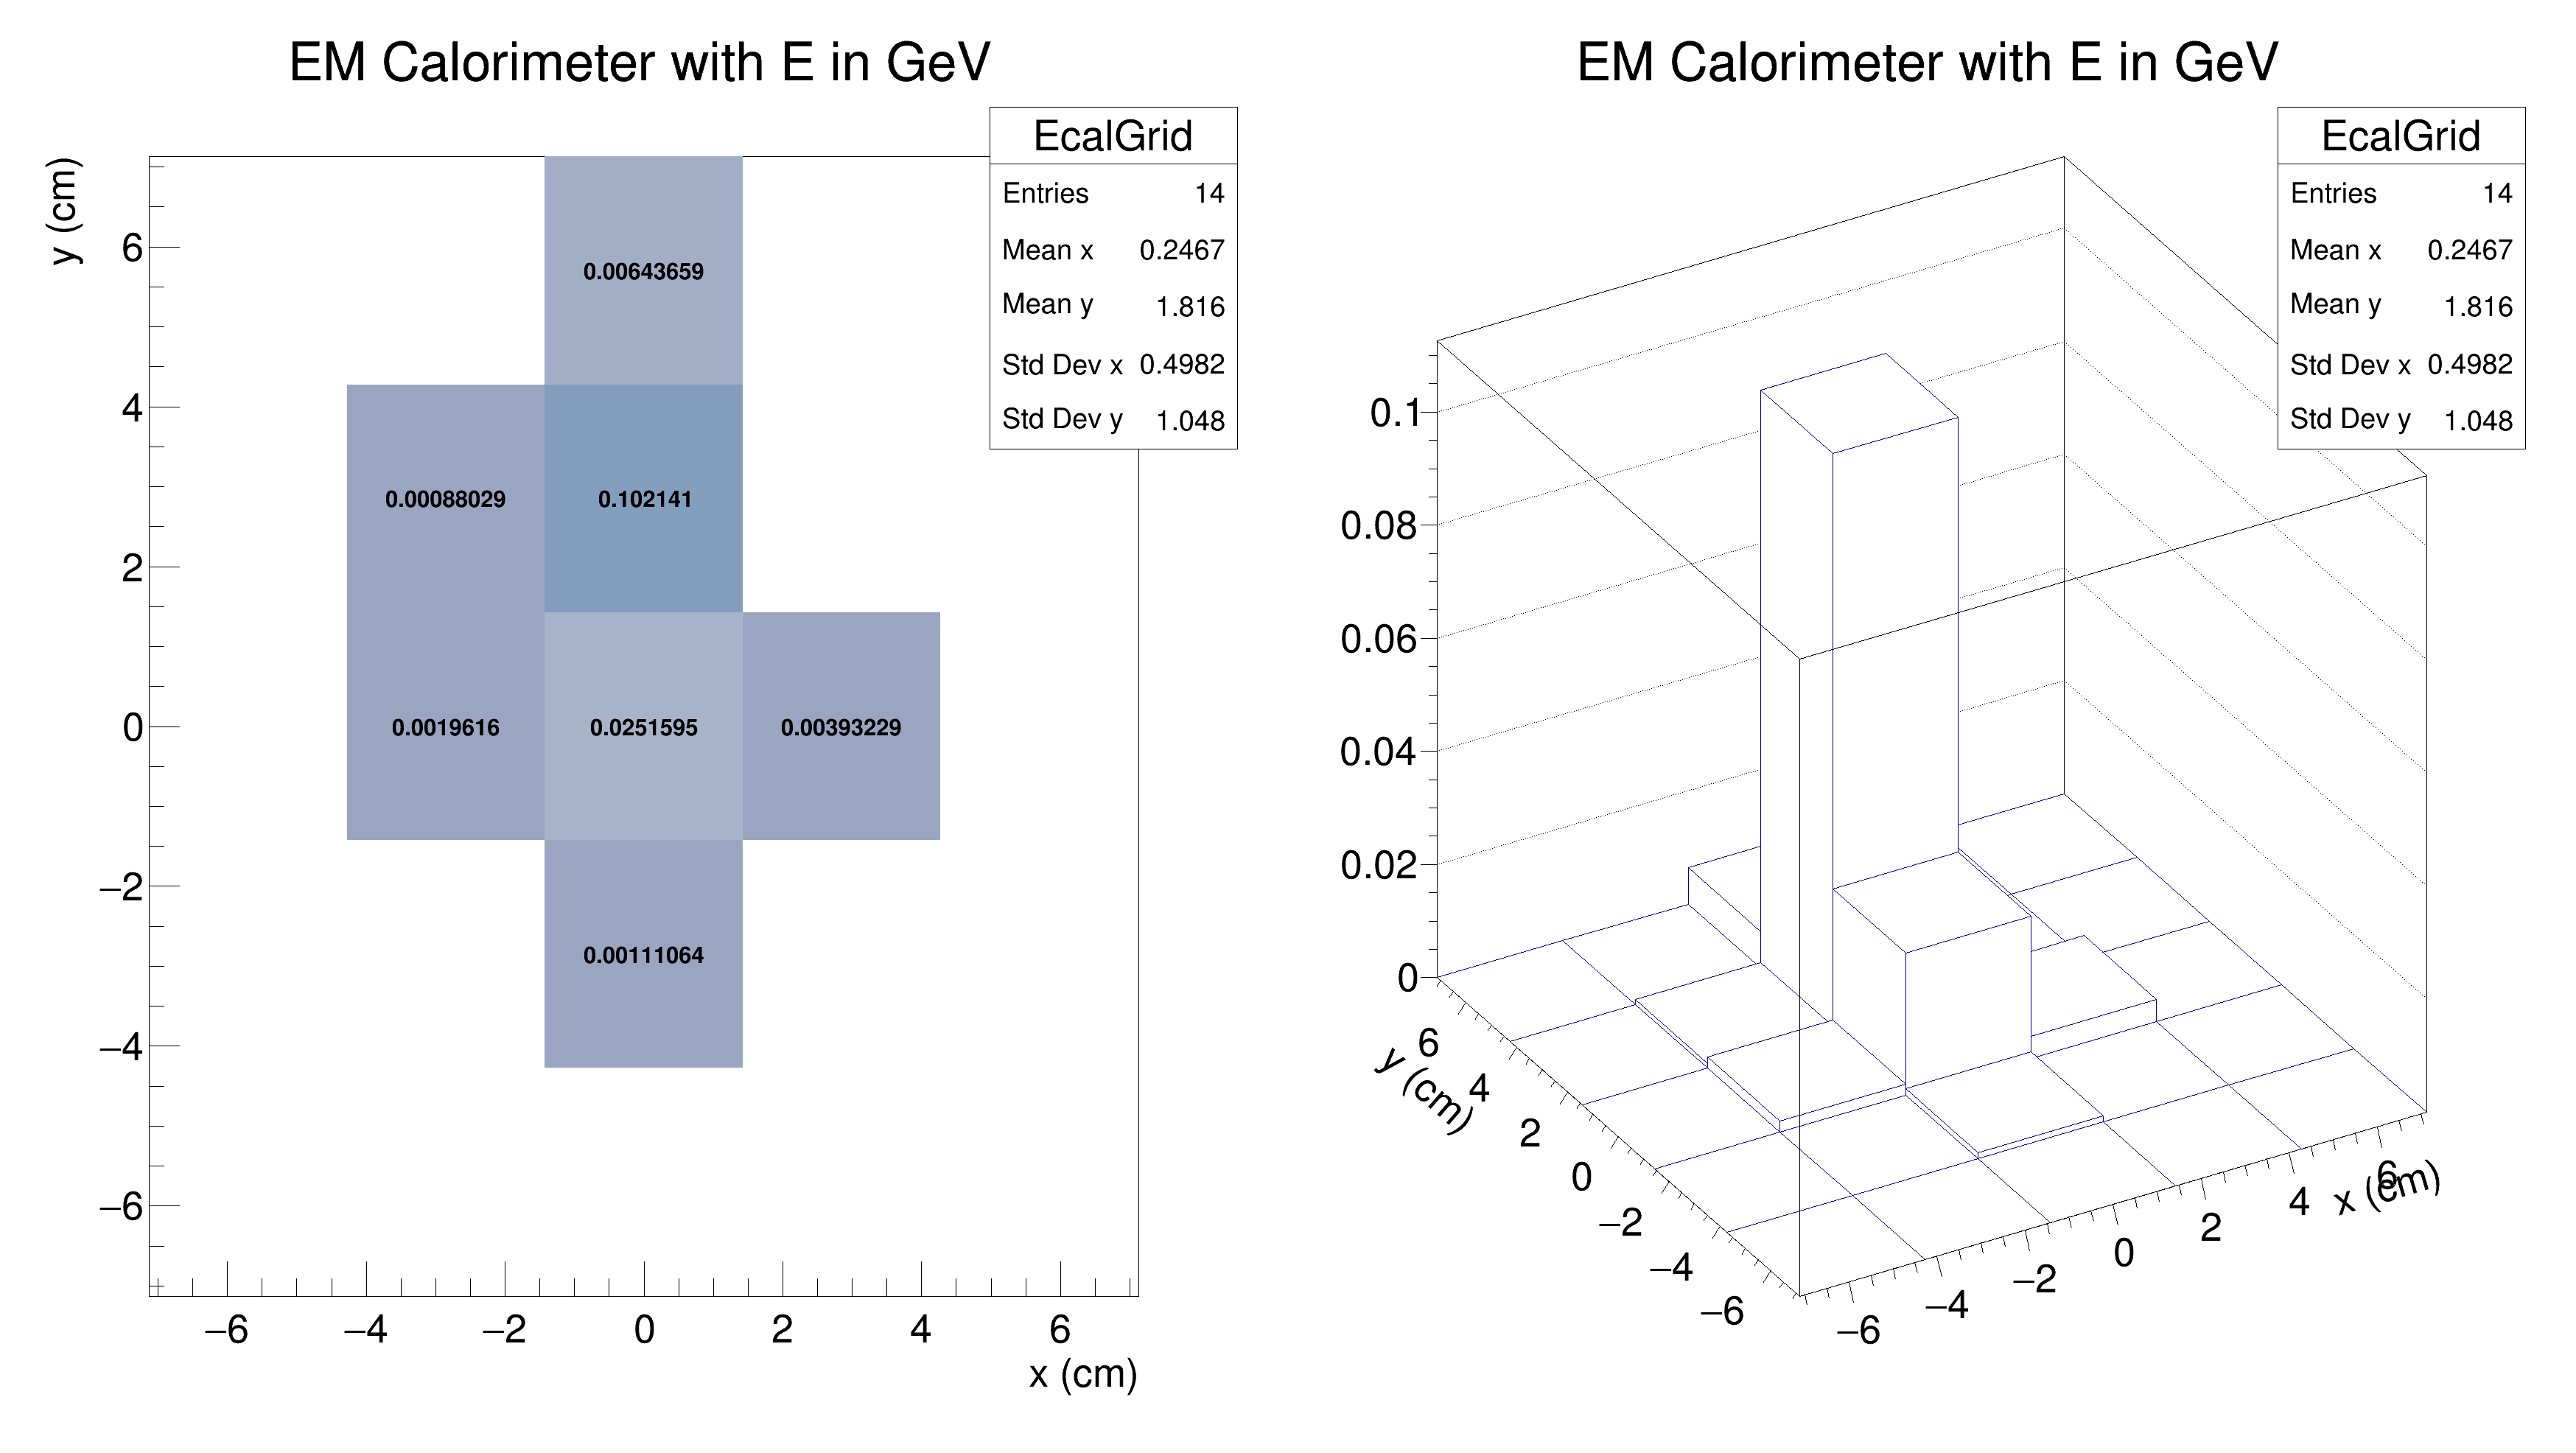 EM Calorimeter with E in GeV
EcalGrid
Entries 14
Mean x 0.2467
Mean y 1.816
Std Dev x 0.4982
Std Dev y 1.048
y (cm)
6
4
2
0
−2
−4
−6
0.00643659
0.00088029 0.102141
0.0019616 0.0251595 0.00393229
0.00111064
−6 −4 −2 0 2 4 6
x (cm)
EM Calorimeter with E in GeV
EcalGrid
Entries 14
Mean x 0.2467
Mean y 1.816
Std Dev x 0.4982
Std Dev y 1.048
0.1
0.08
0.06
0.04
0.02
0
y (cm)
6
4
2
0
−2
−4
−6
−6 −4 −2 0 2 4 6
x (cm)